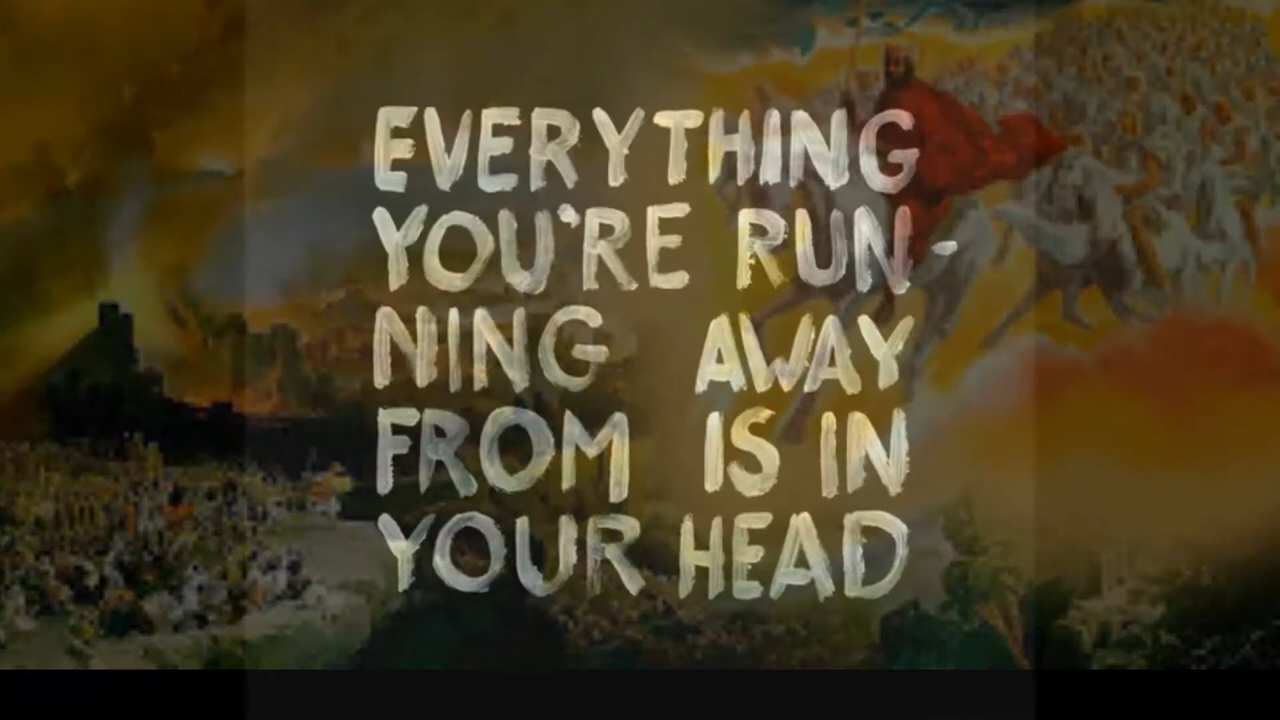 EVERYTHING
YOU'RE RUN-
NING AWAY
FROM IS IN
YOUR HEAD